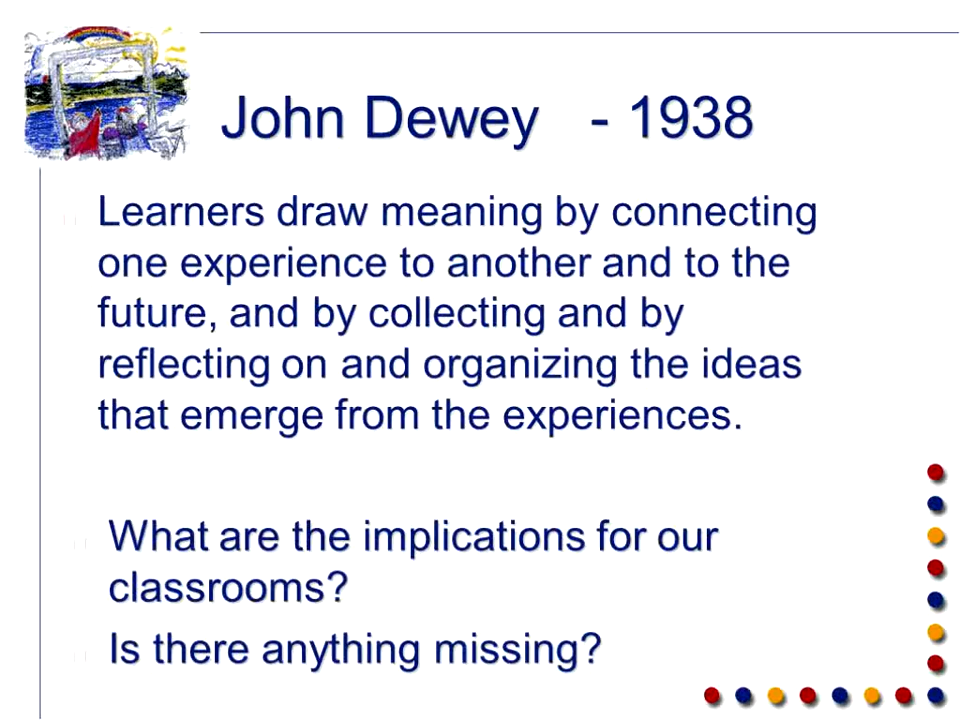 John Dewey - 1938
Learners draw meaning by connecting
one experience to another and to the
future, and by collecting and by
reflecting on and organizing the ideas
that emerge from the experiences.
What are the implications for our
classrooms?
Is there anything missing?